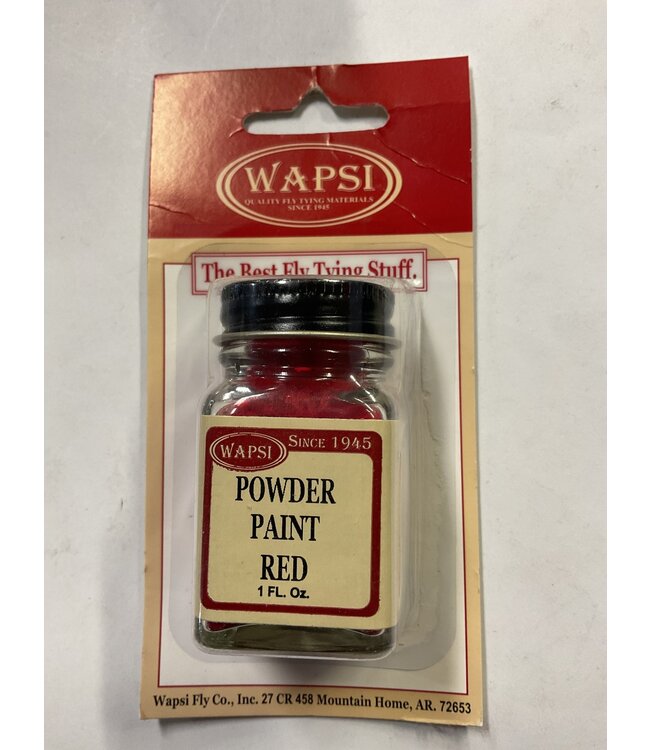 WAPSI
QUALITY FLY TYING MATERIALS
SINCE 1945
The Best Fly Tying Stuff.
WAPSI
SINCE 1945
POWDER
PAINT
RED
1 FL. Oz.
Wapsi Fly Co., Inc. 27 CR 458 Mountain Home, AR. 72653